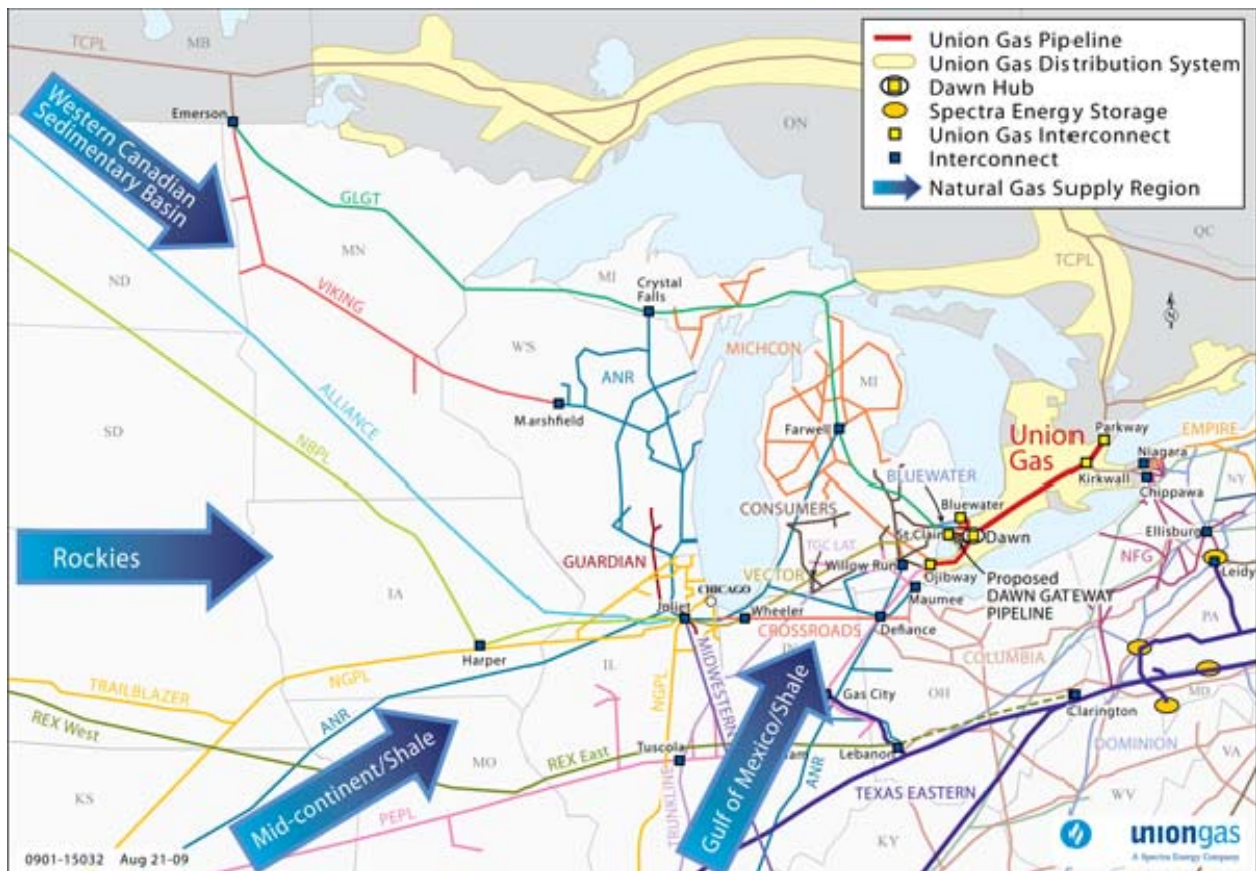 TCPL
MB
Union Gas Pipeline
Union Gas Distribution System
Dawn Hub
Spectra Energy Storage
Union Gas Interconnect
Interconnect
Natural Gas Supply Region
Emerson
ON
Western Canadian
Sedimentary Basin
GLGT
MN
QC
TCPL
ND
VIKING
MI
Crystal
Falls
WS
MICHCON
ANR
MI
ALLIANCE
Marshfield
Farwell
SD
NBPL
Union
Gas
Parkway
EMPIRE
Niagara
Kirkwall
NY
Chippawa
BLUEWATER
Bluewater
CONSUMERS
St.Clair
Dawn
Ellisburg
TGC LAT.
Rockies
GUARDIAN
VECTOR
Willow Run
Ojibway
NFG
Leidy
Proposed
DAWN GATEWAY
PIPELINE
CHICAGO
Maumee
IA
Joliet
Wheeler
CROSSROADS
Defiance
PA
Harper
IL
MIDWESTERN
COLUMBIA
NGPL
TRAILBLAZER
NGPL
Gas City
OH
Clarington
MD
REX West
ANR
Mid-continent/Shale
MO
REX East
Tuscola
Gulf of Mexico/Shale
Lebanon
DOMINION
VA
KS
PEPL
TRUNKLINE
ANR
TEXAS EASTERN
WV
KY
0901-15032 Aug 21-09
uniongas
A Spectra Energy Company